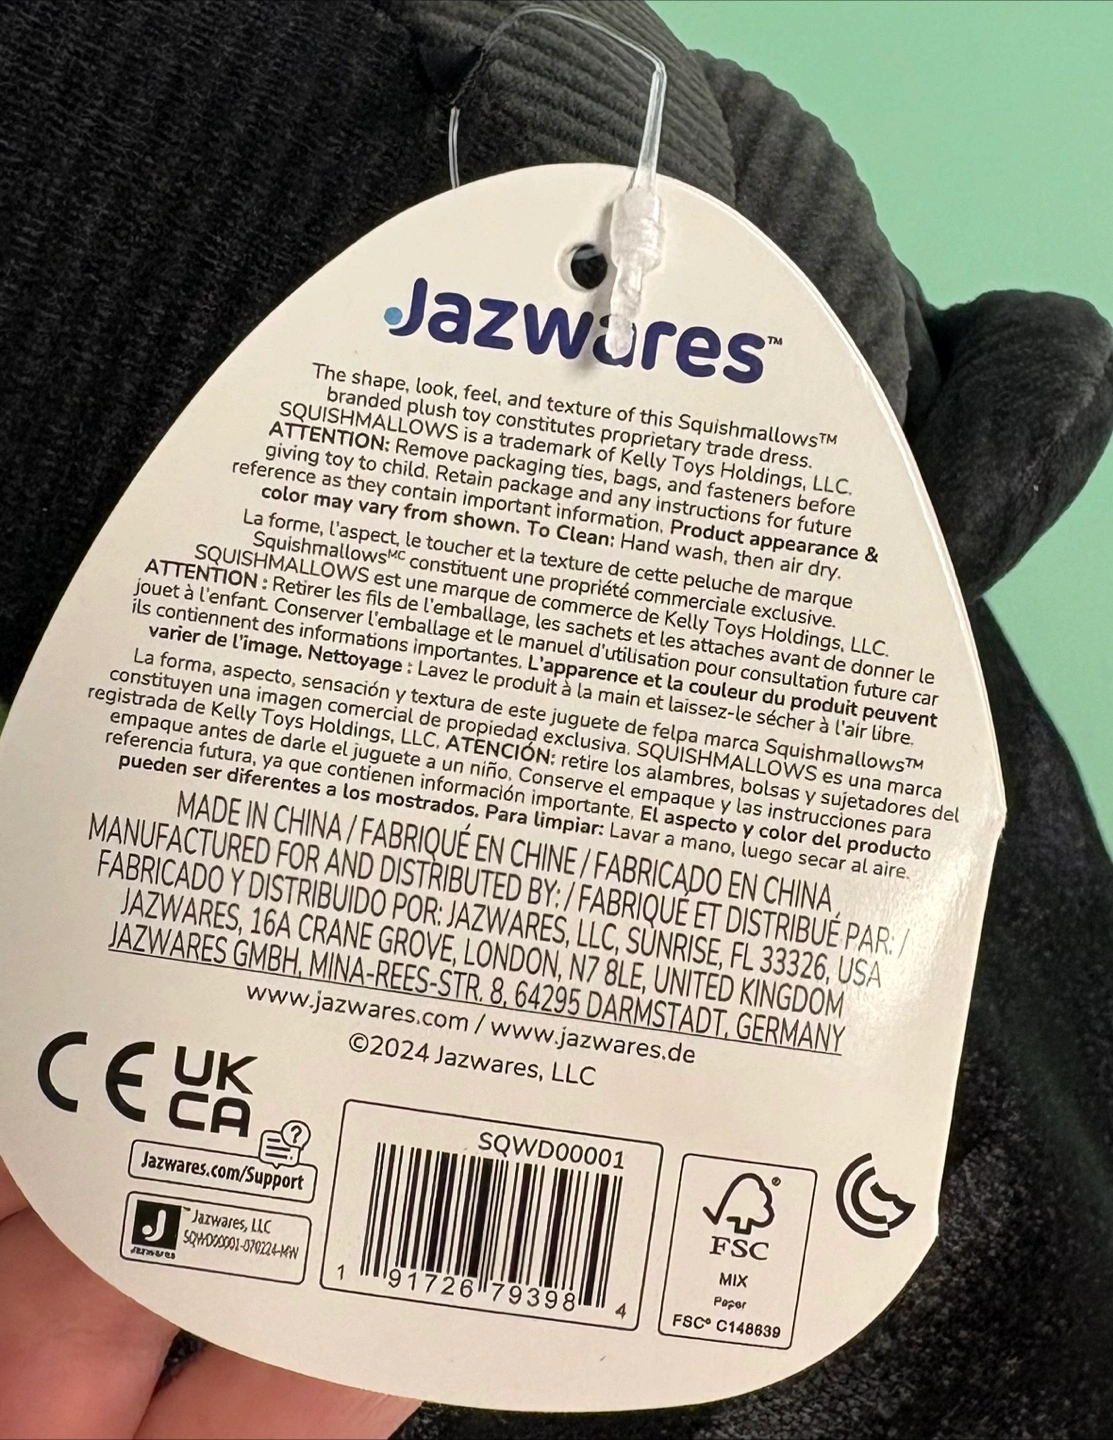 Jazwares™
The shape, look, feel, and texture of this Squishmallows™
branded plush toy constitutes proprietary trade dress.
SQUISHMALLOWS is a trademark of Kelly Toys Holdings, LLC.
ATTENTION: Remove packaging ties, bags, and fasteners before
giving toy to child. Retain package and any instructions for future
reference as they contain important information. Product appearance &
color may vary from shown. To Clean: Hand wash, then air dry.
La forme, l'aspect, le toucher et la texture de cette peluche de marque
Squishmallows MC constituent une propriété commerciale exclusive.
SQUISHMALLOWS est une marque de commerce de Kelly Toys Holdings, LLC.
ATTENTION : Retirer les fils de l'emballage, les sachets et les attaches avant de donner le
jouet à l'enfant. Conserver l'emballage et le manuel d'utilisation pour consultation future car
ils contiennent des informations importantes. L'apparence et la couleur du produit peuvent
varier de l'image. Nettoyage : Lavez le produit à la main et laissez-le sécher à l'air libre.
La forma, aspecto, sensación y textura de este juguete de felpa marca Squishmallows™
constituyen una imagen comercial de propiedad exclusiva. SQUISHMALLOWS es una marca
registrada de Kelly Toys Holdings, LLC. ATENCIÓN: retire los alambres, bolsas y sujetadores del
empaque antes de darle el juguete a un niño. Conserve el empaque y las instrucciones para
referencia futura, ya que contienen información importante. El aspecto y color del producto
pueden ser diferentes a los mostrados. Para limpiar: Lavar a mano, luego secar al aire.
MADE IN CHINA / FABRIQUÉ EN CHINE / FABRICADO EN CHINA
MANUFACTURED FOR AND DISTRIBUTED BY: / FABRIQUÉ ET DISTRIBUÉ PAR: /
FABRICADO Y DISTRIBUIDO POR: JAZWARES, LLC, SUNRISE, FL 33326, USA
JAZWARES, 16A CRANE GROVE, LONDON, N7 8LE, UNITED KINGDOM
JAZWARES GMBH, MINA-REES-STR. 8, 64295 DARMSTADT, GERMANY
www.jazwares.com / www.jazwares.de
©2024 Jazwares, LLC
CE
UK
CA
Jazwares.com/Support
?
J
Jazwares
™ Jazwares, LLC
SQWD00001-070224-MW
SQWD00001
1 91726 79398 4
®
FSC
MIX
Paper
FSC® C148639